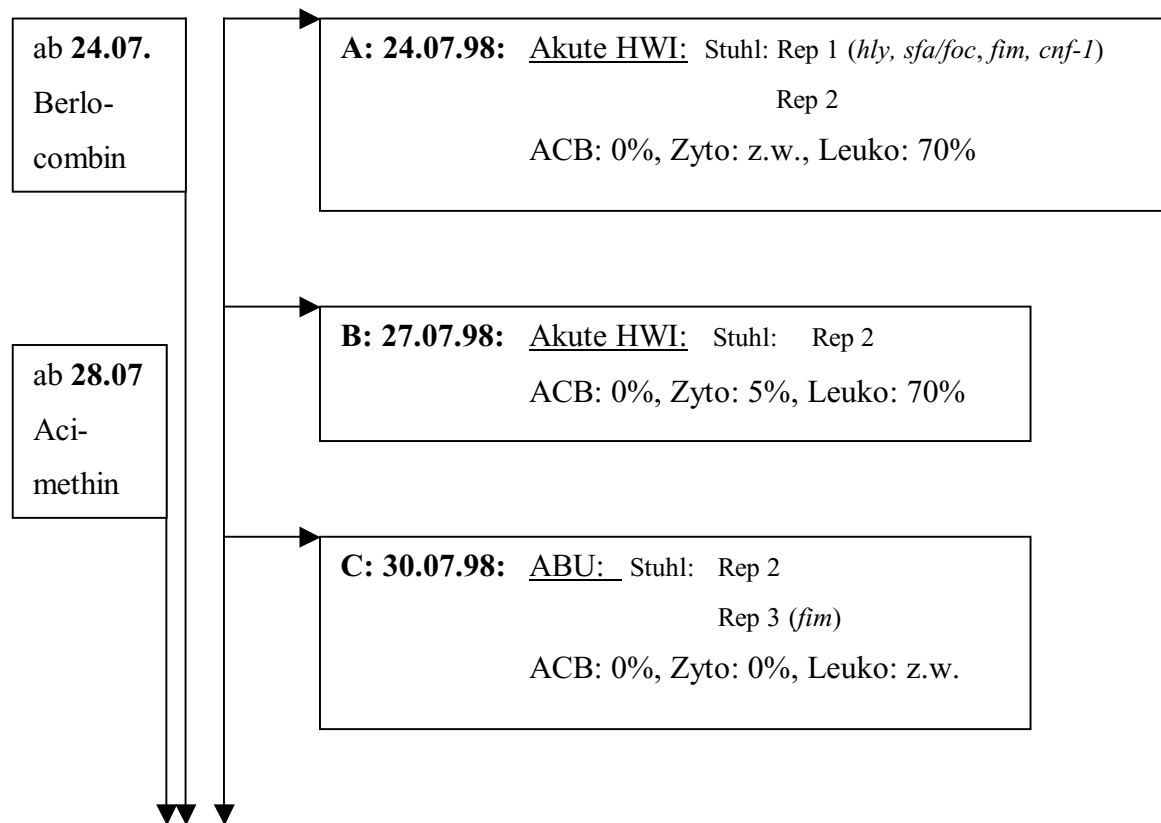 ab 24.07.
Berlo-
combin
A: 24.07.98: Akute HWI: Stuhl: Rep 1 (hly, sfa/foc, fim, cnf-1)
Rep 2
ACB: 0%, Zyto: z.w., Leuko: 70%
B: 27.07.98: Akute HWI: Stuhl: Rep 2
ACB: 0%, Zyto: 5%, Leuko: 70%
ab 28.07
Aci-
methin
C: 30.07.98: ABU: Stuhl: Rep 2
Rep 3 (fim)
ACB: 0%, Zyto: 0%, Leuko: z.w.